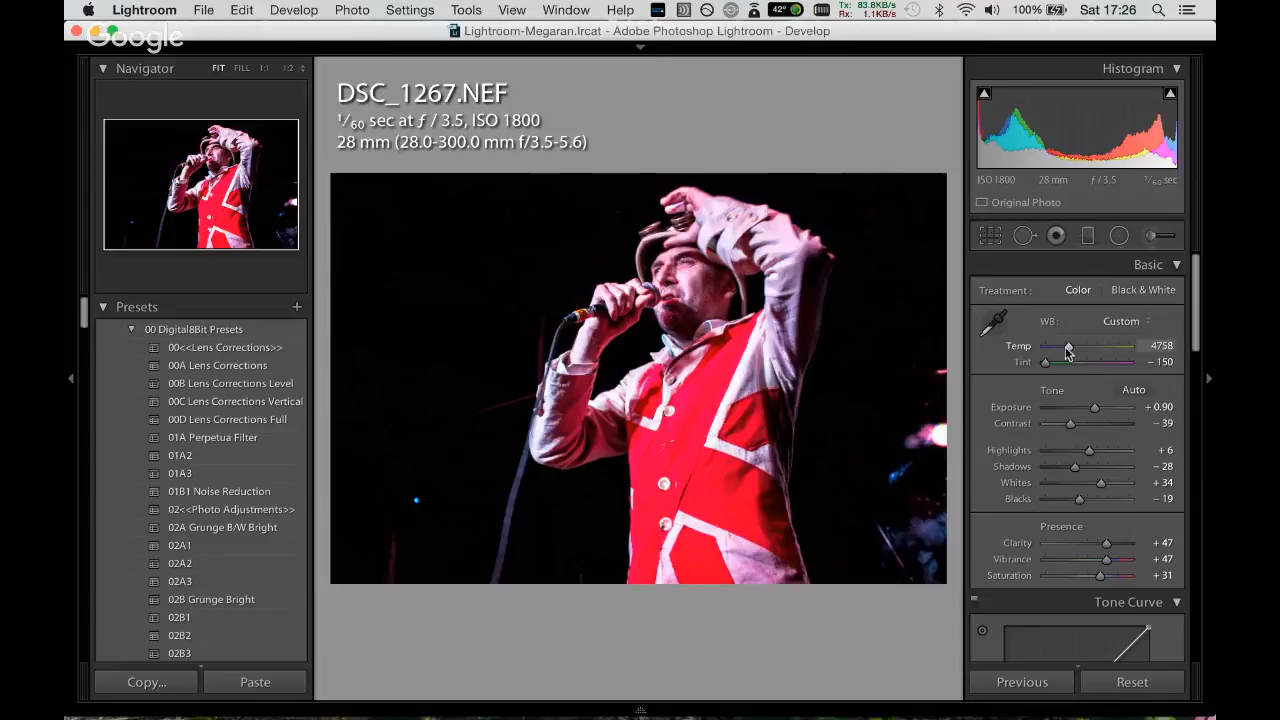 Lightroom File Edit Develop Photo Settings Tools View Window Help 42° Tx: 83.8KB/s Rx: 1.1KB/s 100% Sat 17:26
Google
Lightroom-Megaran.lrcat - Adobe Photoshop Lightroom - Develop
Navigator FIT FILL 1:1 1:2
Presets +
00 Digital8Bit Presets
00<<Lens Corrections>>
00A Lens Corrections
00B Lens Corrections Level
00C Lens Corrections Vertical
00D Lens Corrections Full
01A Perpetua Filter
01A2
01A3
01B1 Noise Reduction
02<<Photo Adjustments>>
02A Grunge B/W Bright
02A1
02A2
02A3
02B Grunge Bright
02B1
02B2
02B3
Copy... Paste
DSC_1267.NEF
1/60 sec at ƒ / 3.5, ISO 1800
28 mm (28.0-300.0 mm f/3.5-5.6)
Histogram
ISO 1800 28 mm ƒ / 3.5 1/60 sec
Original Photo
Basic
Treatment : Color Black & White
WB: Custom
Temp 4758
Tint − 150
Tone Auto
Exposure + 0.90
Contrast − 39
Highlights + 6
Shadows − 28
Whites + 34
Blacks − 19
Presence
Clarity + 47
Vibrance + 47
Saturation + 31
Tone Curve
Previous Reset